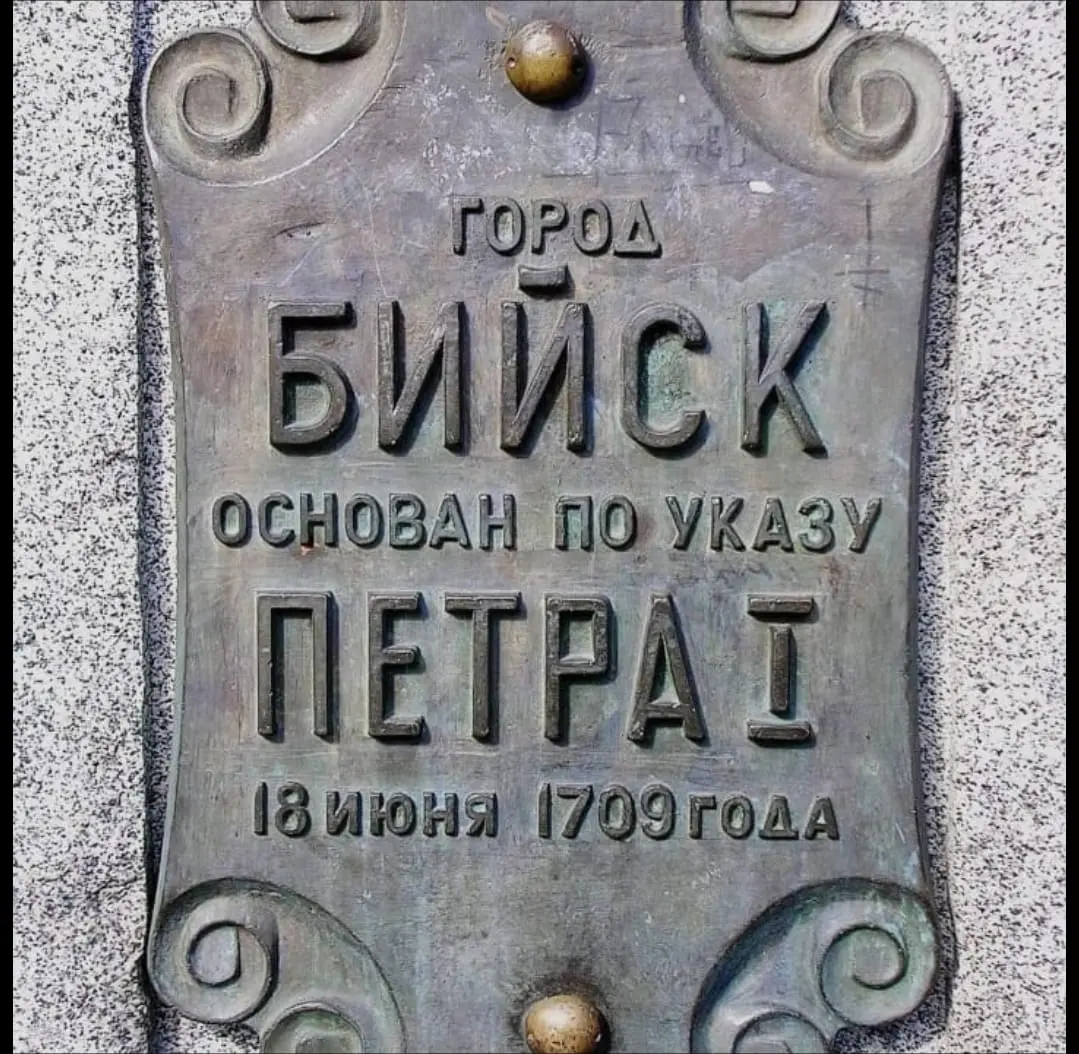 ГОРОД
БИЙСК
ОСНОВАН ПО УКАЗУ
ПЕТРА I
18 ИЮНЯ 1709 ГОДА